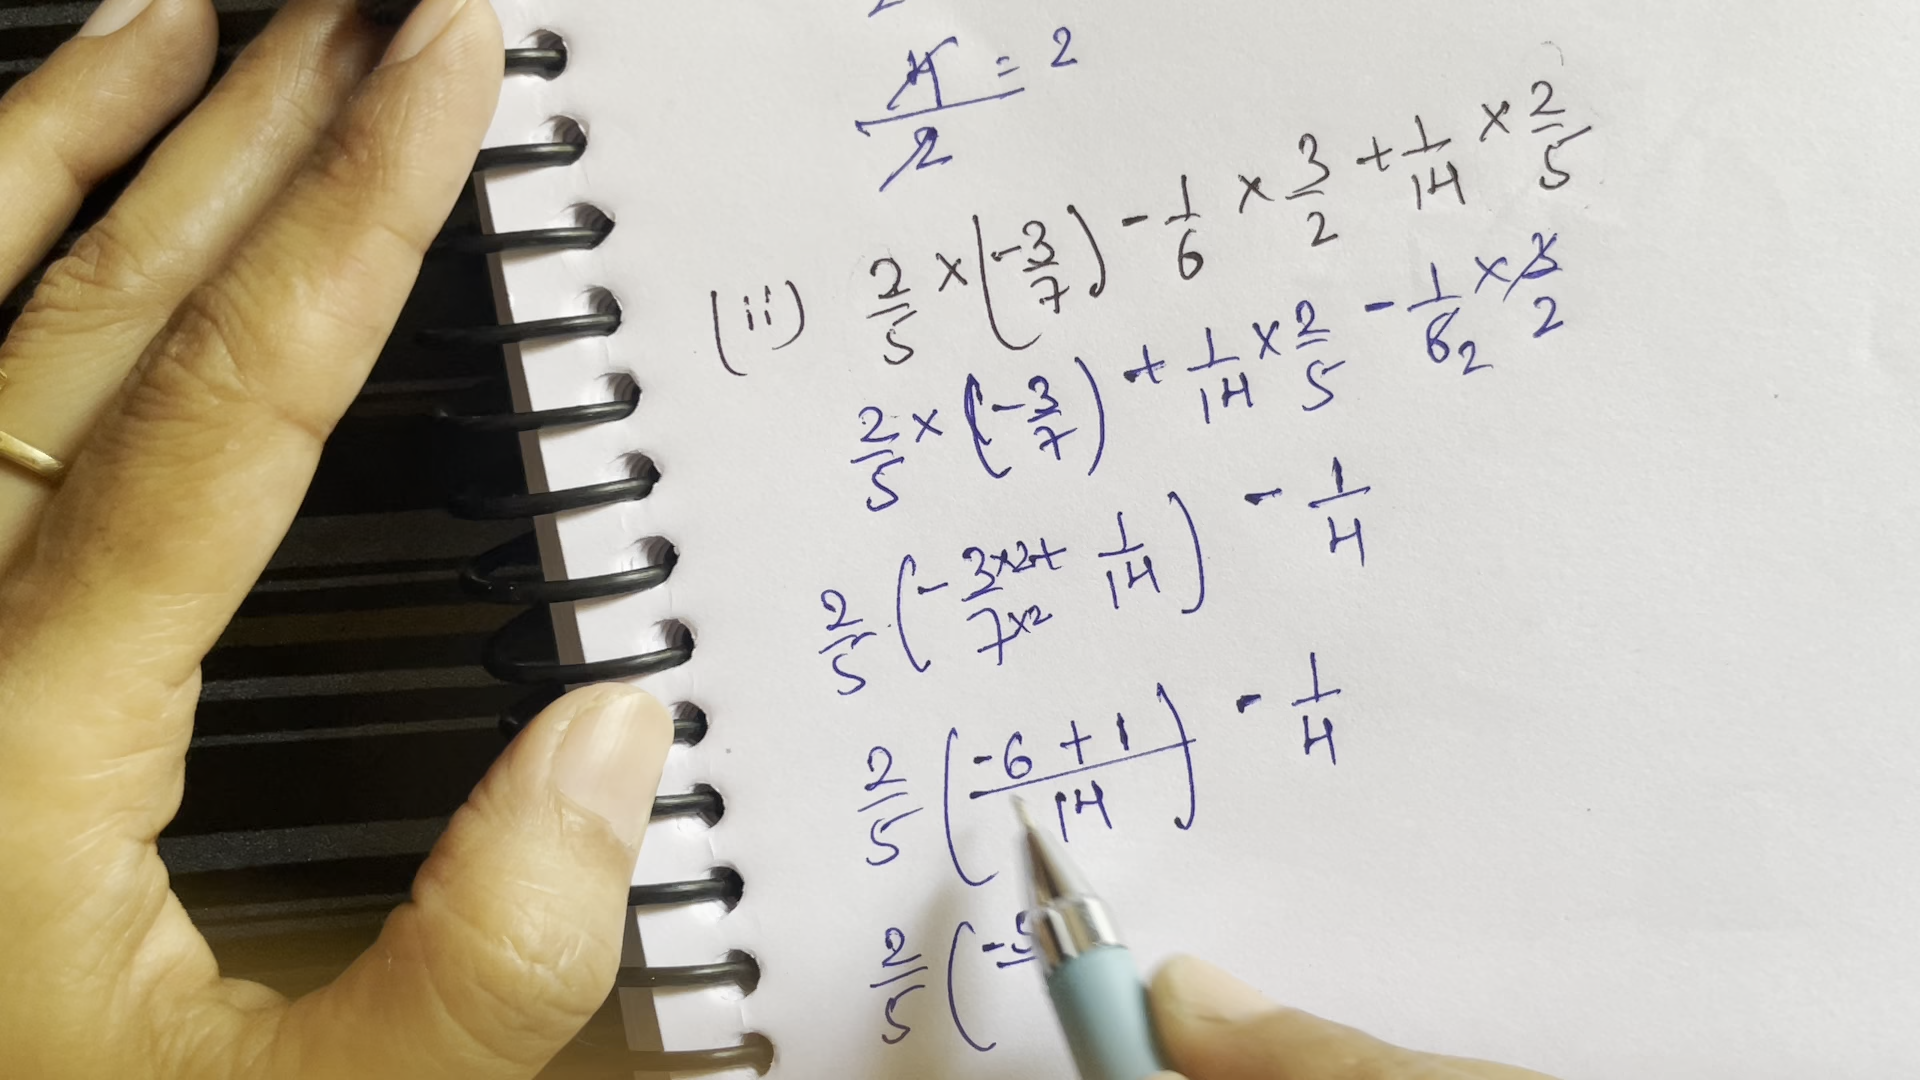 4/2 = 2
(ii) 2/5 × (-3/7) - 1/6 × 3/2 + 1/14 × 2/5
2/5 × (-3/7) + 1/14 × 2/5 - 1/6 2 × 3/2
2/5 (-3×2/7×2 + 1/14) - 1/4
2/5 (-6+1/14) - 1/4
2/5 (-5